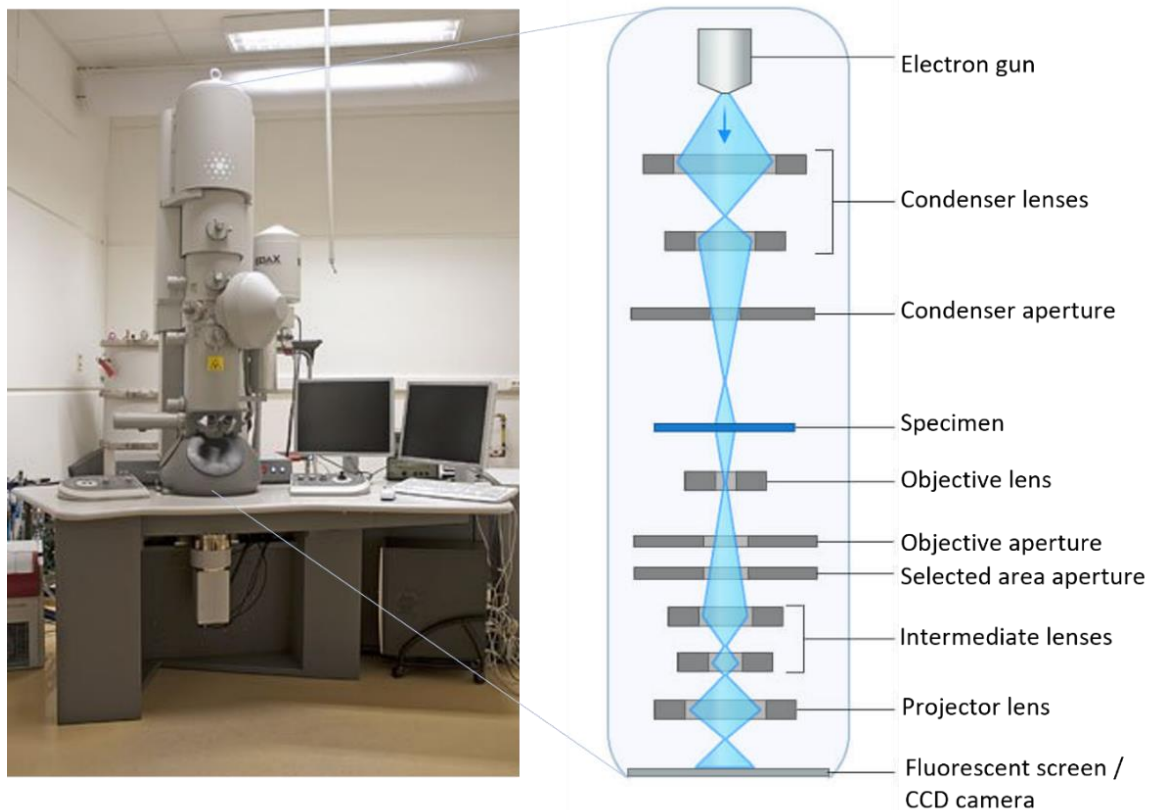 EDAX
Electron gun
Condenser lenses
Condenser aperture
Specimen
Objective lens
Objective aperture
Selected area aperture
Intermediate lenses
Projector lens
Fluorescent screen /
CCD camera